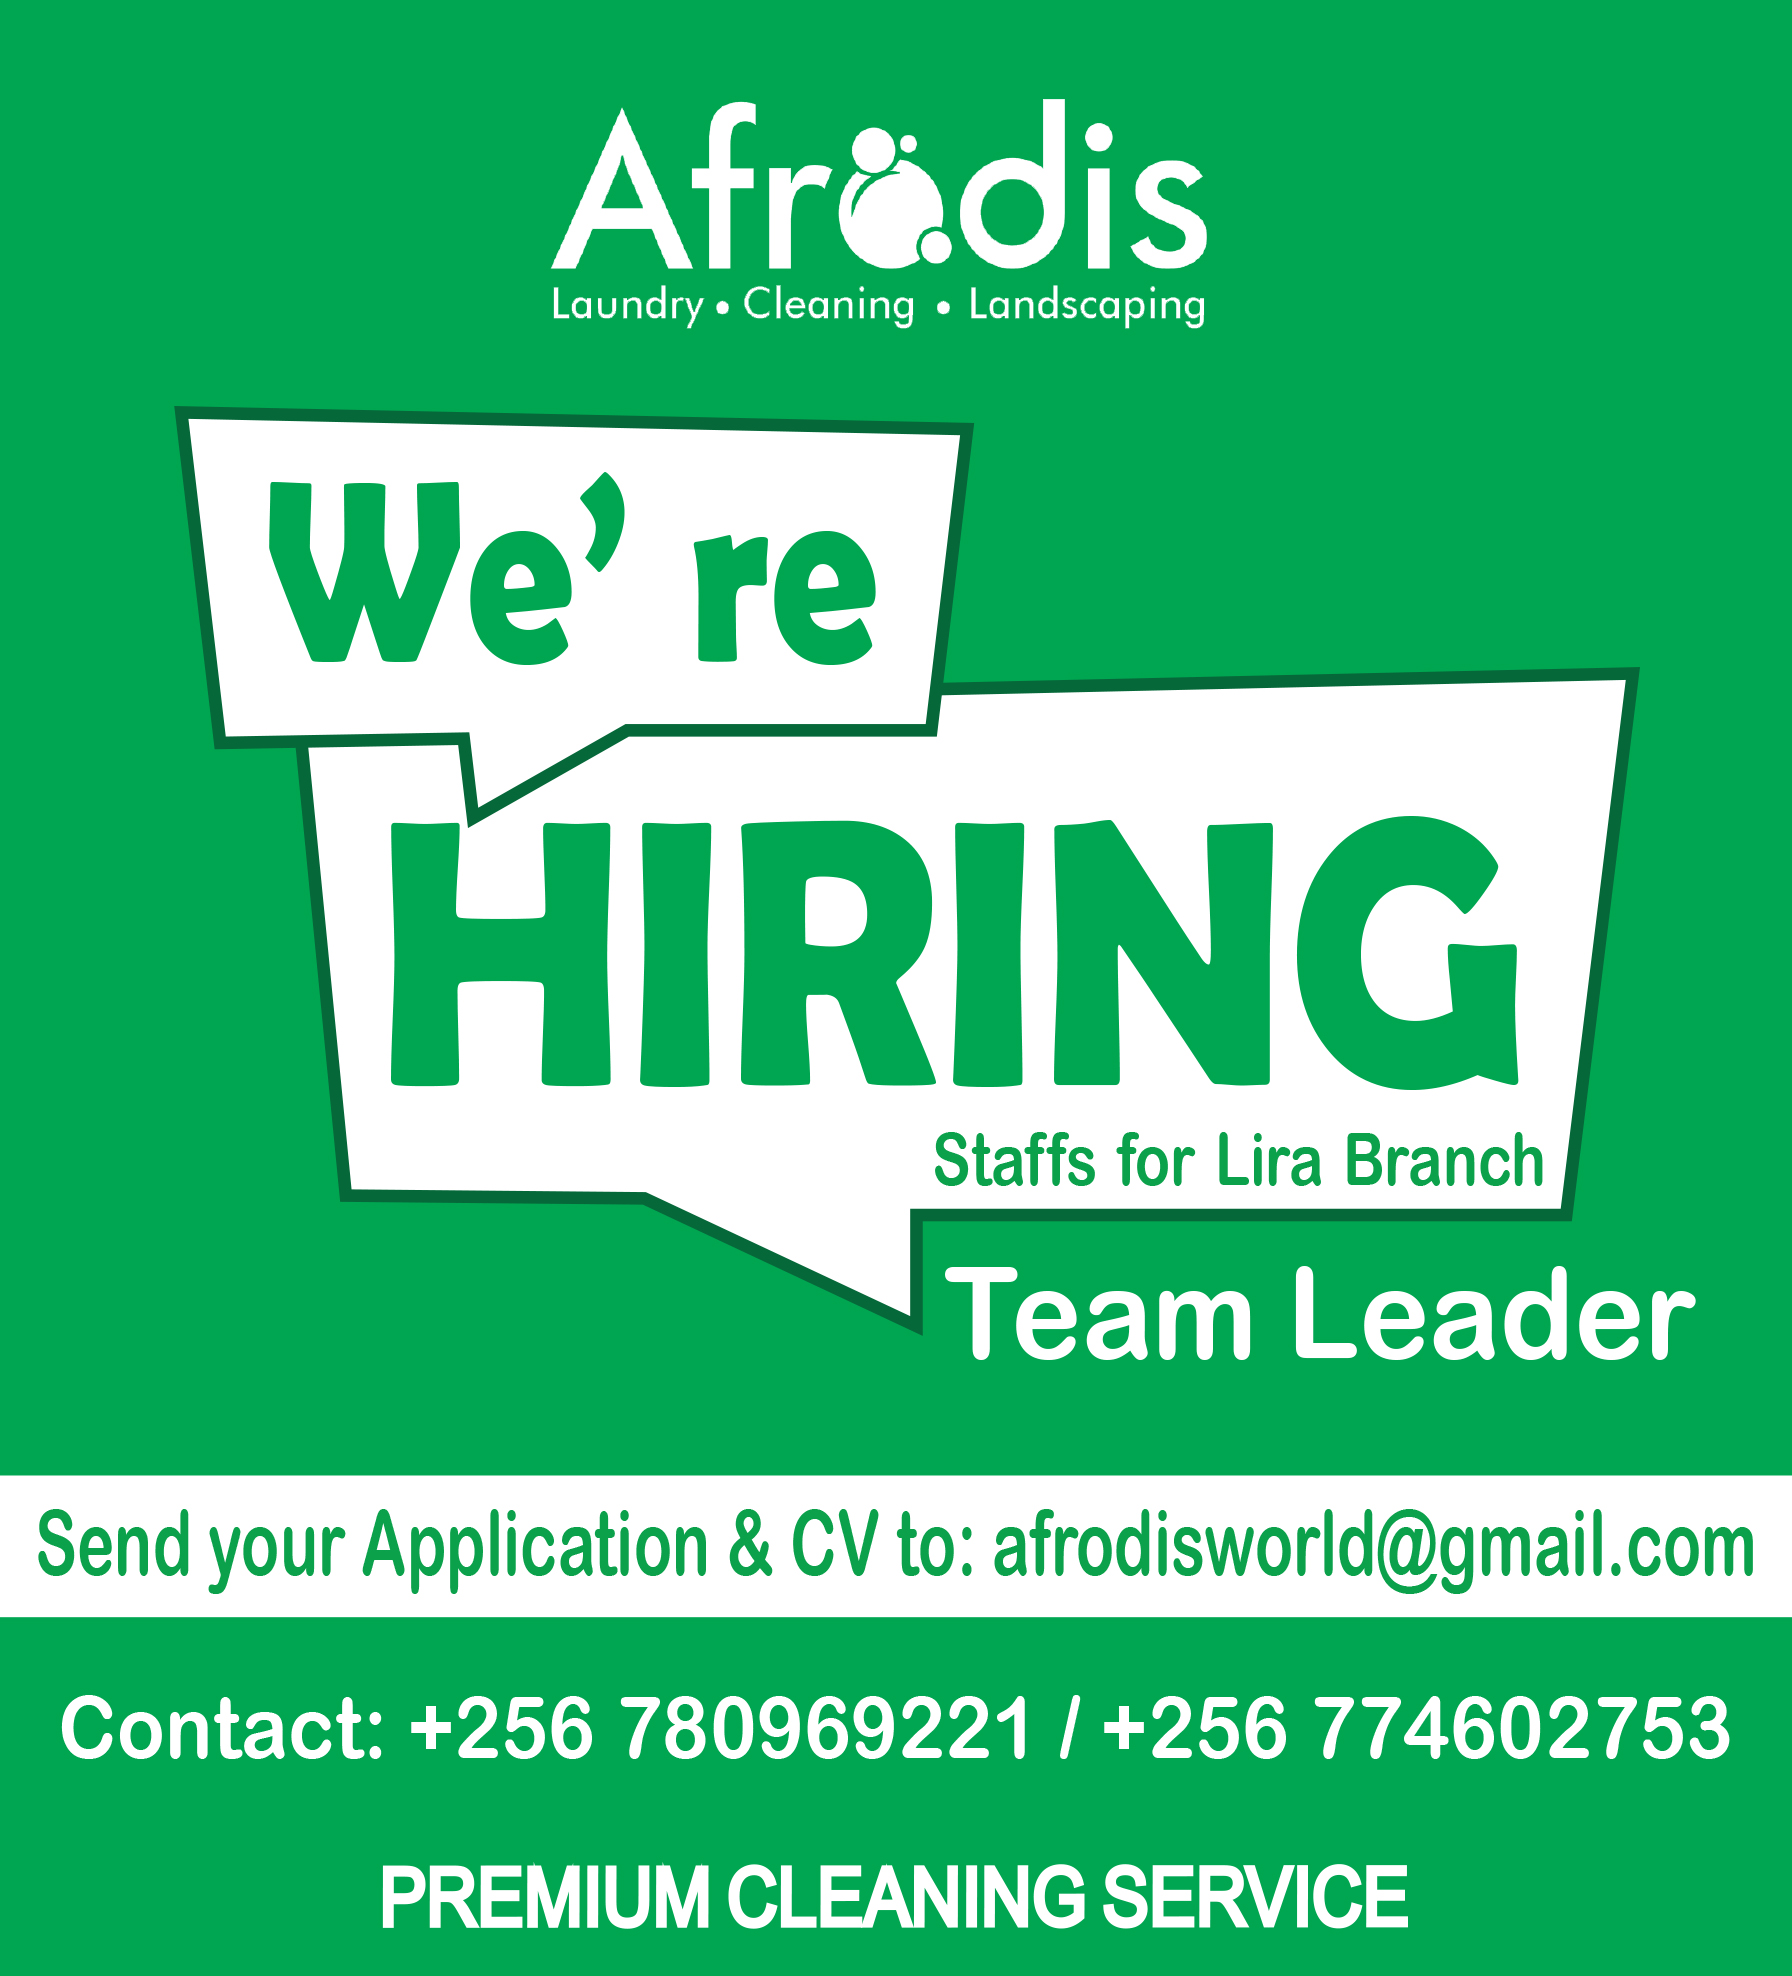 Afrodis
Laundry • Cleaning • Landscaping
We’re
HIRING
Staffs for Lira Branch
Team Leader
Send your Application & CV to: afrodisworld@gmail.com
Contact: +256 780969221 / +256 774602753
PREMIUM CLEANING SERVICE